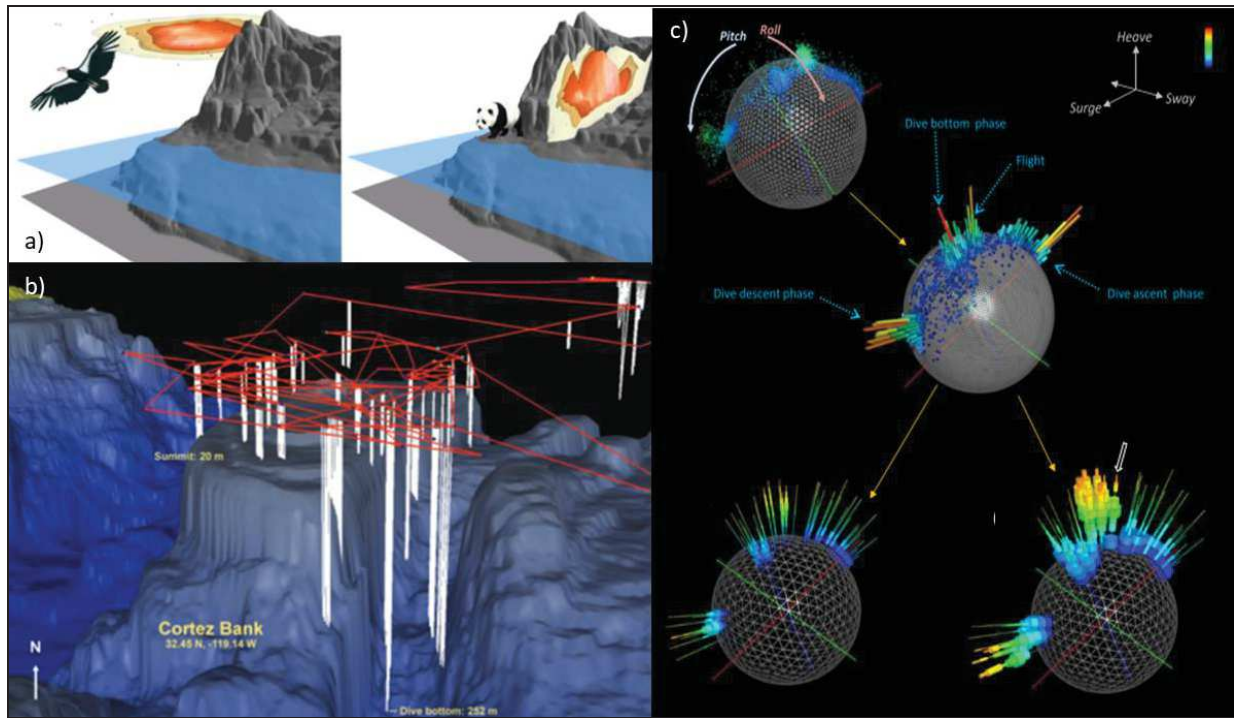 a)
b)
Summit: 20 m
Cortez Bank
32.45 N, -119.14 W
N
Dive bottom: 252 m
c)
Pitch
Roll
Heave
Surge
Sway
Dive bottom phase
Flight
Dive descent phase
Dive ascent phase